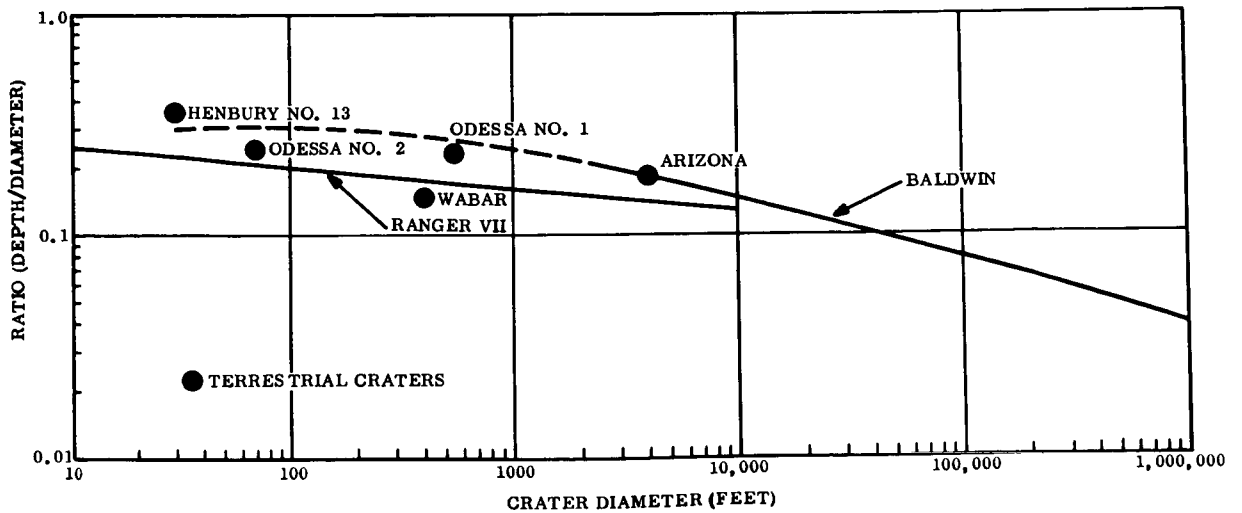 1.0
HENBURY NO. 13
ODESSA NO. 1
ODESSA NO. 2
ARIZONA
BALDWIN
WABAR
RANGER VII
0.1
RATIO (DEPTH/DIAMETER)
TERRESTRIAL CRATERS
0.01
10
100
1000
10,000
100,000
1,000,000
CRATER DIAMETER (FEET)